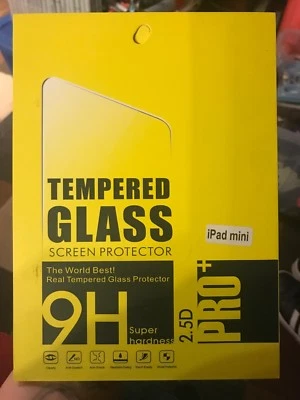 TEMPERED
GLASS
SCREEN PROTECTOR
iPad mini
The World Best!
Real Tempered Glass Protector
9H
Super
hardness
2.5D
PRO+